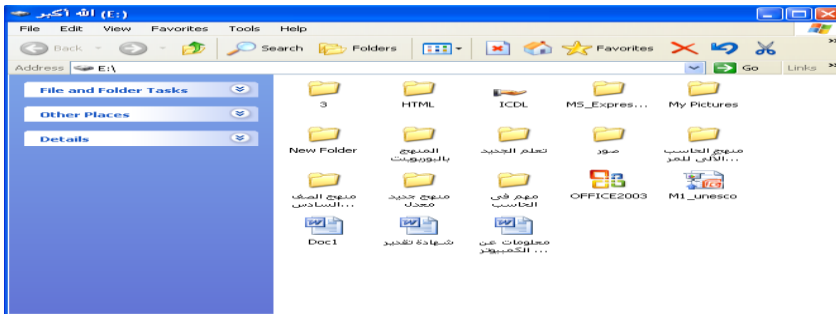 الله أكبر (E:)
File Edit View Favorites Tools Help
Back Search Folders Favorites
Address E:\ Go Links
File and Folder Tasks
Other Places
Details
3 HTML ICDL MS_Expres... My Pictures
New Folder المنهج بالبوربوينت تعلم الجديد صور منهج الحاسب الآلى للمر...
منهج الصف السادس... منهج جديد معدل مهم فى الحاسب OFFICE2003 M1_unesco
Doc1 شهادة تقدير معلومات عن الكمبيوتر ...